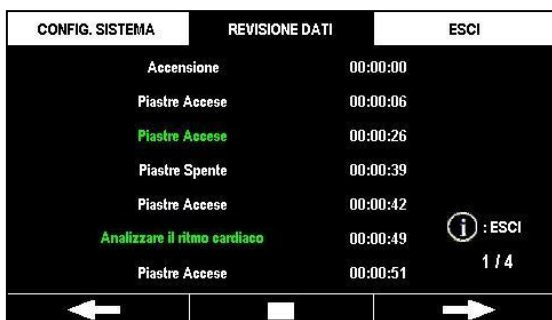 CONFIG. SISTEMA REVISIONE DATI ESCI
Accensione 00:00:00
Piastre Accese 00:00:06
Piastre Accese 00:00:26
Piastre Spente 00:00:39
Piastre Accese 00:00:42
Analizzare il ritmo cardiaco 00:00:49
i : ESCI
Piastre Accese 00:00:51
1 / 4